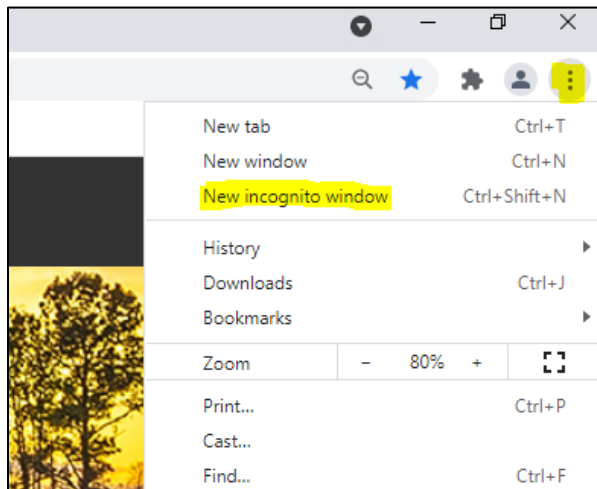 New tab Ctrl+T
New window Ctrl+N
New incognito window Ctrl+Shift+N
History
Downloads Ctrl+J
Bookmarks
Zoom - 80% +
Print... Ctrl+P
Cast...
Find... Ctrl+F